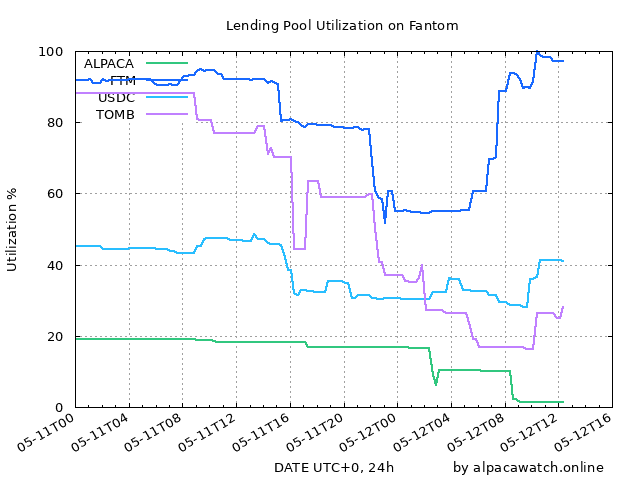 Lending Pool Utilization on Fantom
100
80
60
40
20
0
Utilization %
ALPACA
FTM
USDC
TOMB
05-11T00
05-11T04
05-11T08
05-11T12
05-11T16
05-11T20
05-12T00
05-12T04
05-12T08
05-12T12
05-12T16
DATE UTC+0, 24h
by alpacawatch.online